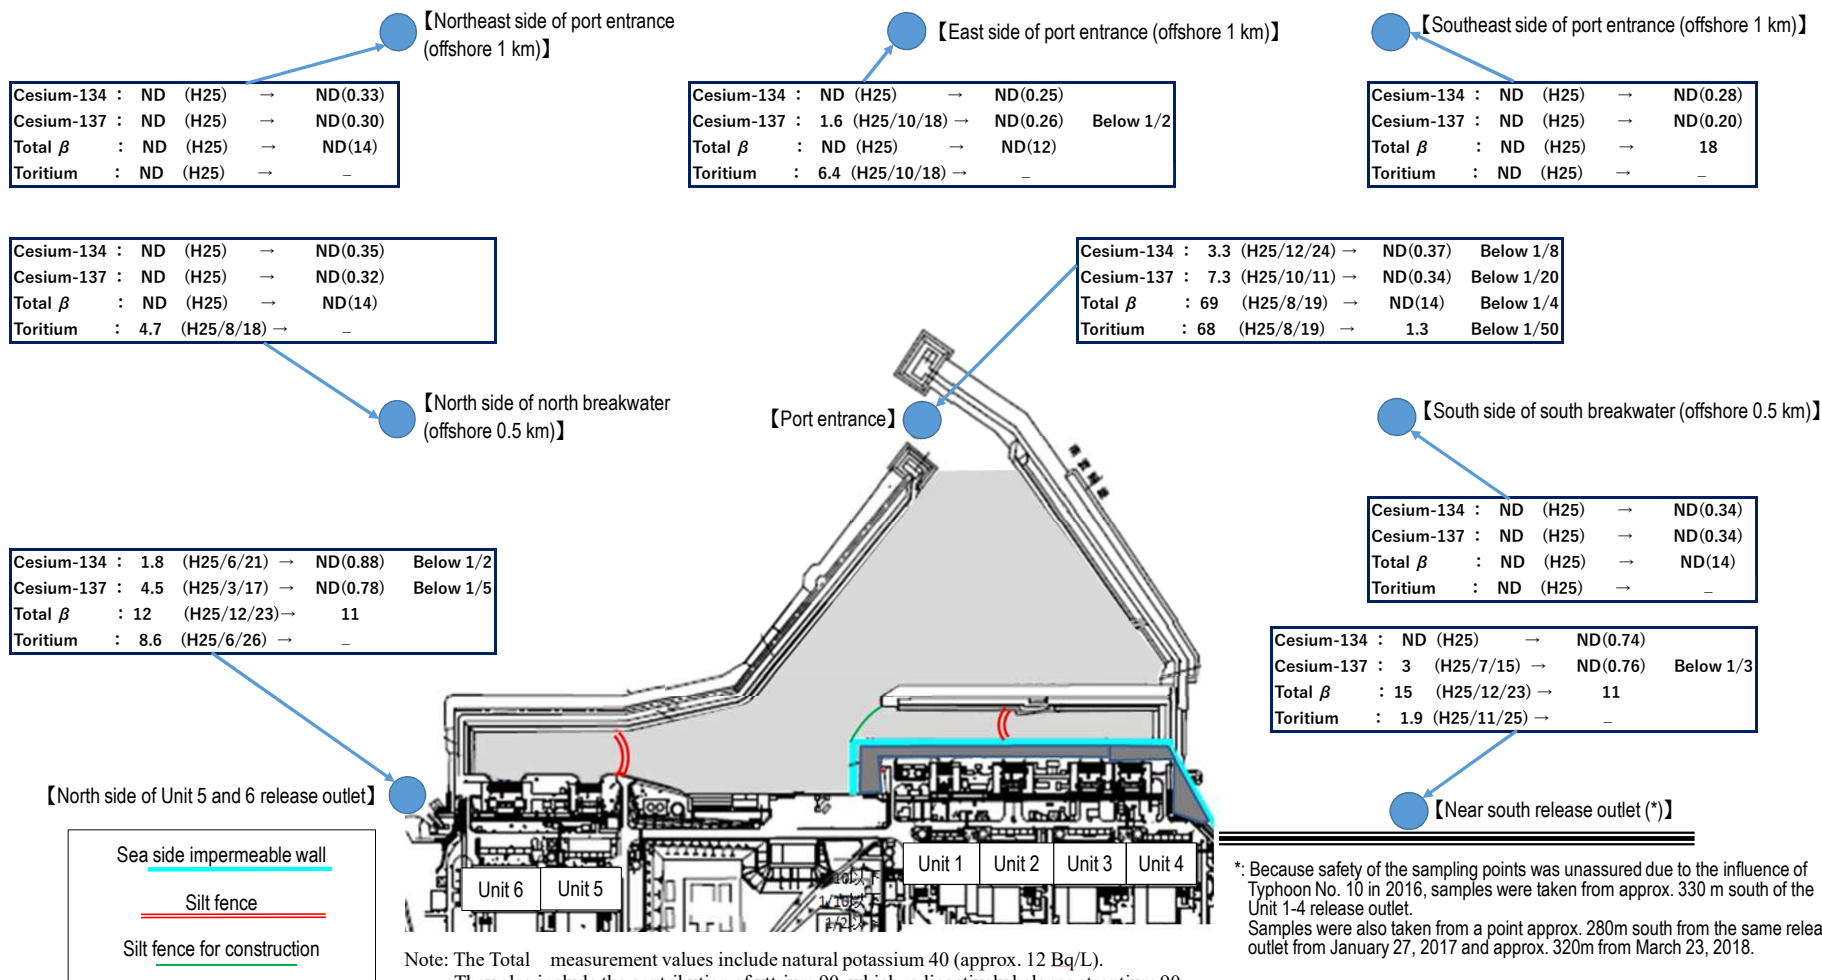 【Northeast side of port entrance
(offshore 1 km)】
【East side of port entrance (offshore 1 km)】
【Southeast side of port entrance (offshore 1 km)】
Cesium-134 : ND (H25) → ND(0.33)
Cesium-137 : ND (H25) → ND(0.30)
Total β : ND (H25) → ND(14)
Toritium : ND (H25) → –
Cesium-134 : ND (H25) → ND(0.25)
Cesium-137 : 1.6 (H25/10/18) → ND(0.26) Below 1/2
Total β : ND (H25) → ND(12)
Toritium : 6.4 (H25/10/18) → –
Cesium-134 : ND (H25) → ND(0.28)
Cesium-137 : ND (H25) → ND(0.20)
Total β : ND (H25) → 18
Toritium : ND (H25) → –
Cesium-134 : ND (H25) → ND(0.35)
Cesium-137 : ND (H25) → ND(0.32)
Total β : ND (H25) → ND(14)
Toritium : 4.7 (H25/8/18) → –
Cesium-134 : 3.3 (H25/12/24) → ND(0.37) Below 1/8
Cesium-137 : 7.3 (H25/10/11) → ND(0.34) Below 1/20
Total β : 69 (H25/8/19) → ND(14) Below 1/4
Toritium : 68 (H25/8/19) → 1.3 Below 1/50
【North side of north breakwater
(offshore 0.5 km)】
【Port entrance】
【South side of south breakwater (offshore 0.5 km)】
Cesium-134 : ND (H25) → ND(0.34)
Cesium-137 : ND (H25) → ND(0.34)
Total β : ND (H25) → ND(14)
Toritium : ND (H25) → –
Cesium-134 : 1.8 (H25/6/21) → ND(0.88) Below 1/2
Cesium-137 : 4.5 (H25/3/17) → ND(0.78) Below 1/5
Total β : 12 (H25/12/23) → 11
Toritium : 8.6 (H25/6/26) → –
Cesium-134 : ND (H25) → ND(0.74)
Cesium-137 : 3 (H25/7/15) → ND(0.76) Below 1/3
Total β : 15 (H25/12/23) → 11
Toritium : 1.9 (H25/11/25) → –
【North side of Unit 5 and 6 release outlet】
【Near south release outlet (*)】
Sea side impermeable wall
Silt fence
Silt fence for construction
Unit 6
Unit 5
Unit 1
Unit 2
Unit 3
Unit 4
以下
1/10以下
1/2以下
*: Because safety of the sampling points was unassured due to the influence of
Typhoon No. 10 in 2016, samples were taken from approx. 330 m south of the
Unit 1-4 release outlet.
Samples were also taken from a point approx. 280m south from the same relea
outlet from January 27, 2017 and approx. 320m from March 23, 2018.
Note: The Total measurement values include natural potassium 40 (approx. 12 Bq/L).